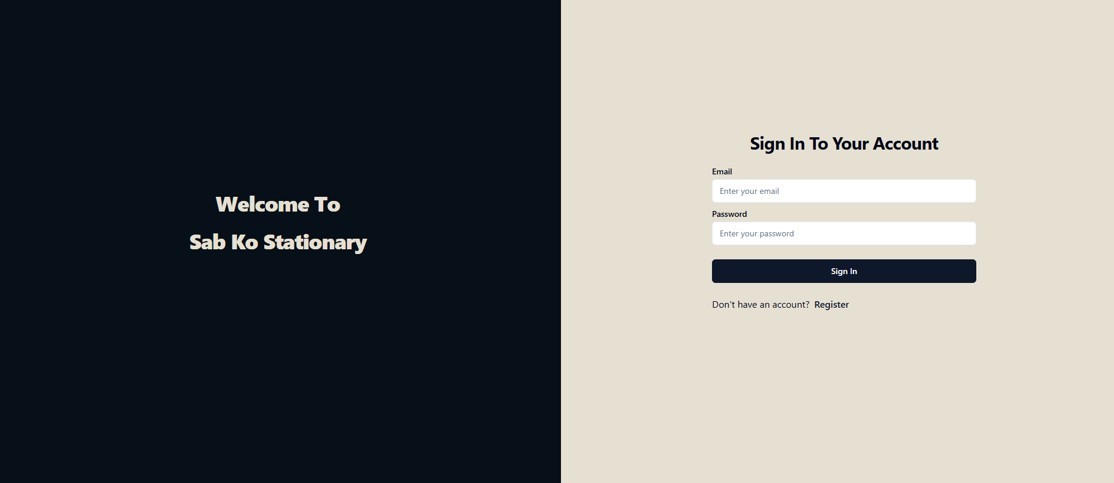 Welcome To
Sab Ko Stationary
Sign In To Your Account
Email
Enter your email
Password
Enter your password
Sign In
Don't have an account? Register